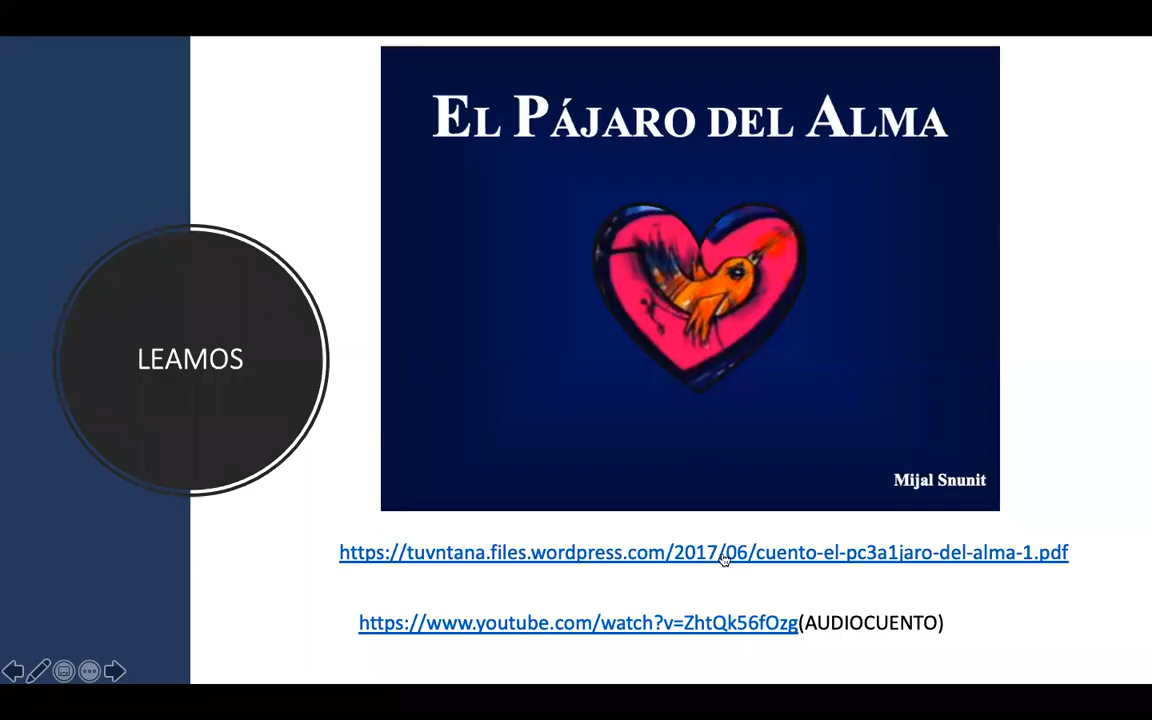 LEAMOS
EL PÁJARO DEL ALMA
Mijal Snunit
https://tuvntana.files.wordpress.com/2017/06/cuento-el-pc3a1jaro-del-alma-1.pdf
https://www.youtube.com/watch?v=ZhtQk56fOzg(AUDIOCUENTO)